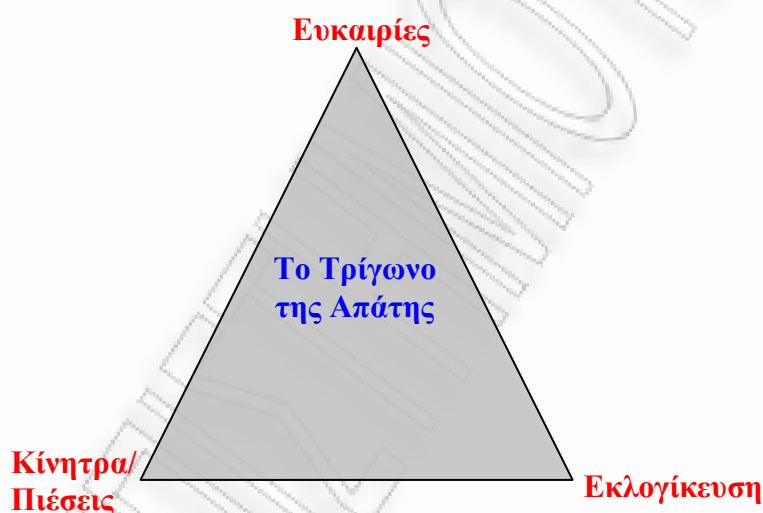 Ευκαιρίες
Το Τρίγωνο
της Απάτης
Κίνητρα/
Πιέσεις
Εκλογίκευση